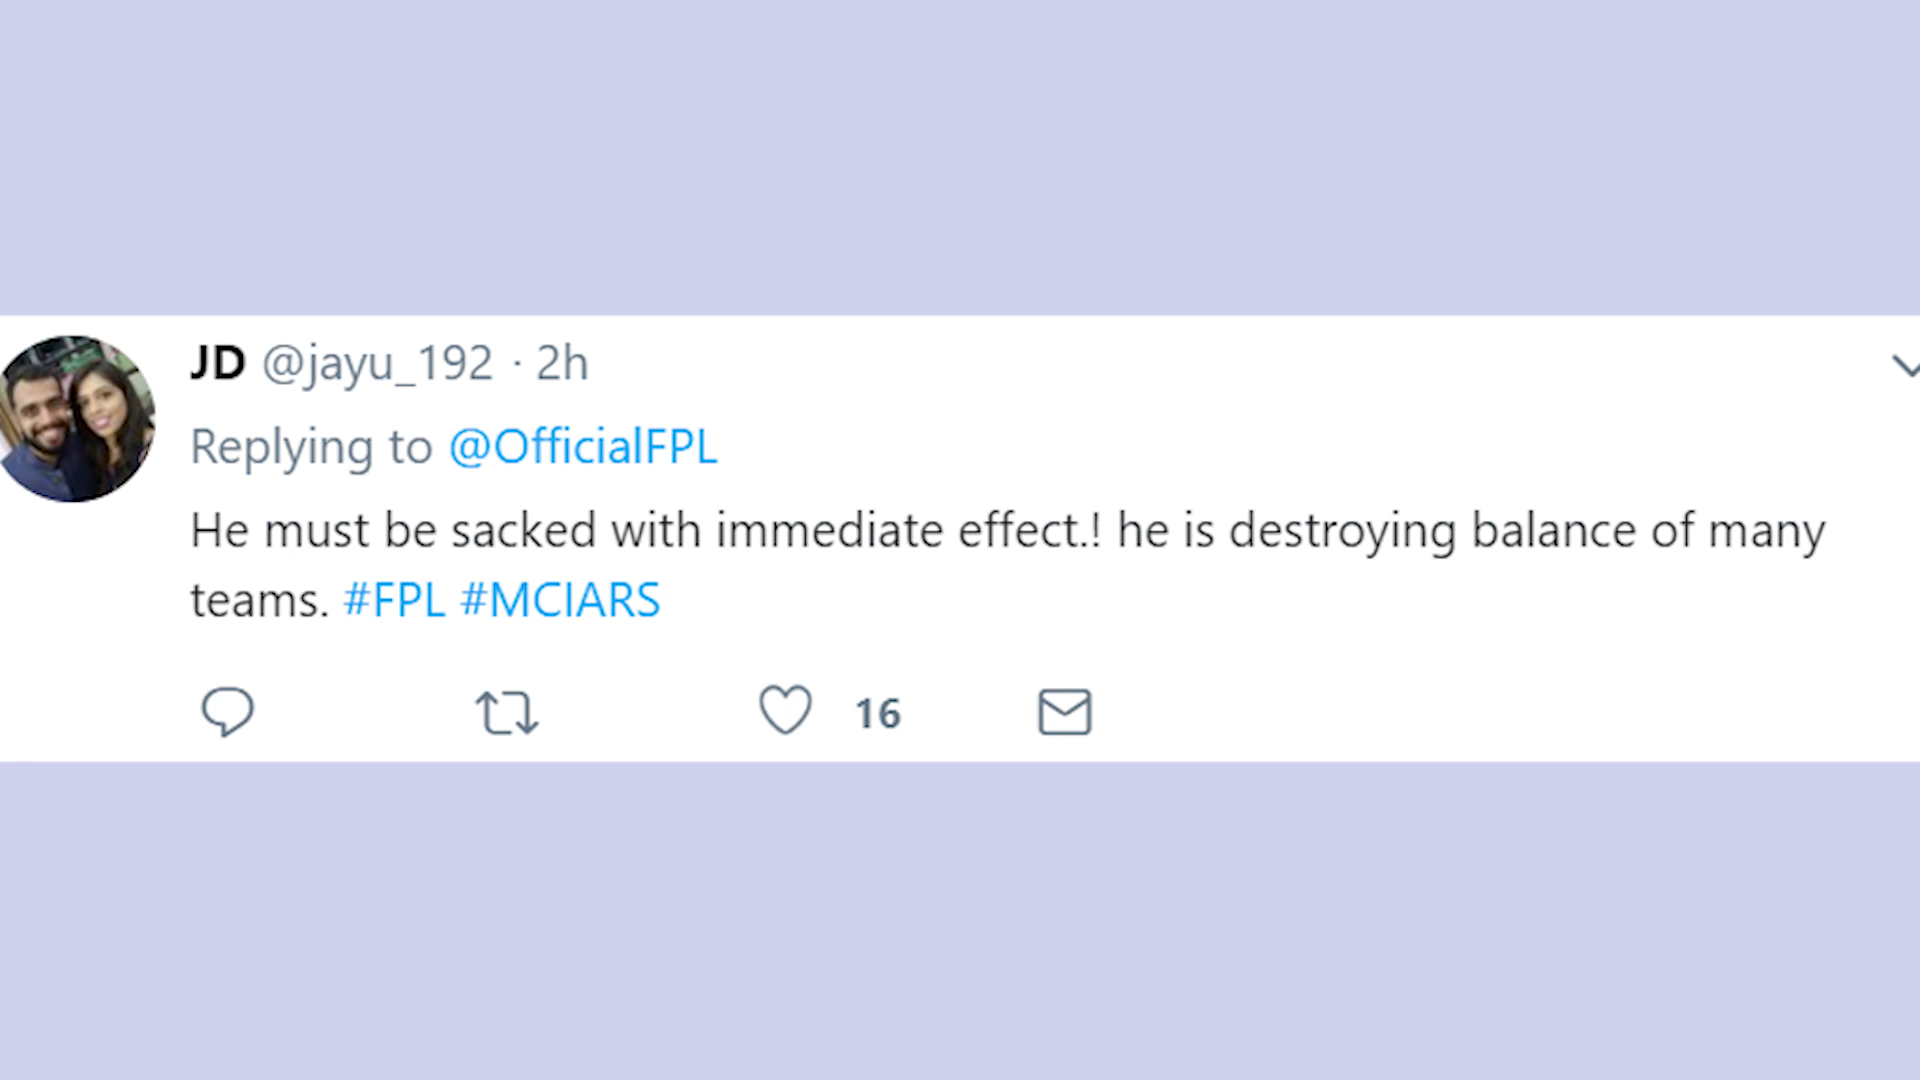 JD @jayu_192 · 2h
Replying to @OfficialFPL
He must be sacked with immediate effect.! he is destroying balance of many
teams. #FPL #MCIARS
16